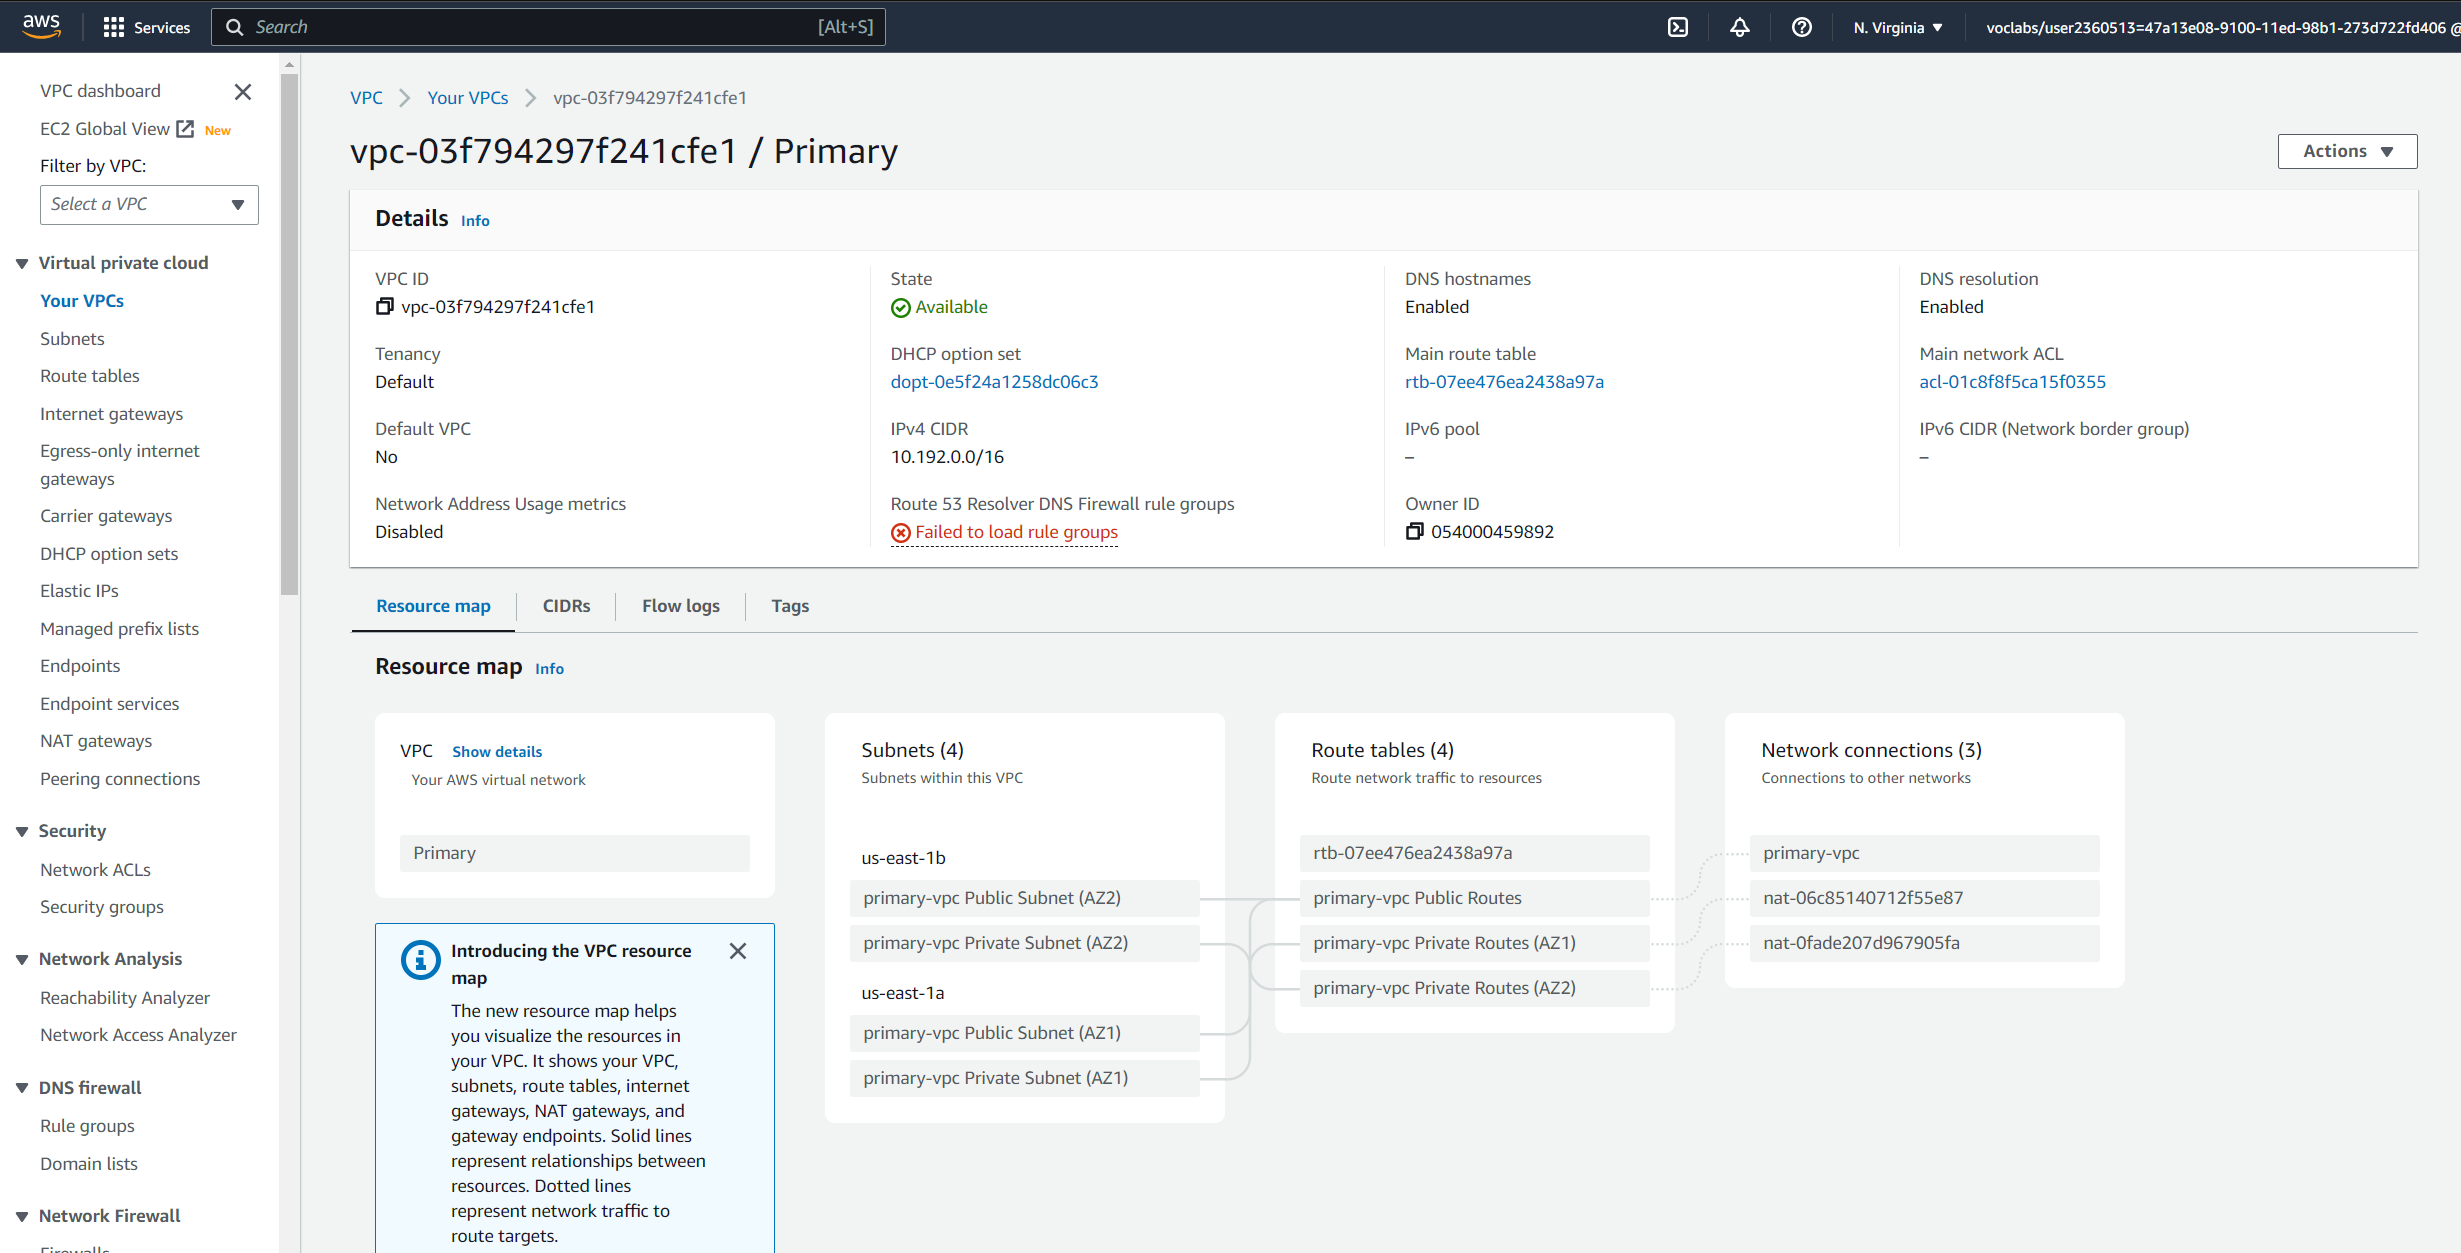 aws
Services
Search
[Alt+S]
N. Virginia
voclabs/user2360513=47a13e08-9100-11ed-98b1-273d722fd406 @
VPC dashboard
EC2 Global View New
Filter by VPC:
Select a VPC
Virtual private cloud
Your VPCs
Subnets
Route tables
Internet gateways
Egress-only internet
gateways
Carrier gateways
DHCP option sets
Elastic IPs
Managed prefix lists
Endpoints
Endpoint services
NAT gateways
Peering connections
Security
Network ACLs
Security groups
Network Analysis
Reachability Analyzer
Network Access Analyzer
DNS firewall
Rule groups
Domain lists
Network Firewall
Firewalls
VPC
Your VPCs
vpc-03f794297f241cfe1
vpc-03f794297f241cfe1 / Primary
Actions
Details Info
VPC ID
vpc-03f794297f241cfe1
State
Available
DNS hostnames
Enabled
DNS resolution
Enabled
Tenancy
Default
DHCP option set
dopt-0e5f24a1258dc06c3
Main route table
rtb-07ee476ea2438a97a
Main network ACL
acl-01c8f8f5ca15f0355
Default VPC
No
IPv4 CIDR
10.192.0.0/16
IPv6 pool
–
IPv6 CIDR (Network border group)
–
Network Address Usage metrics
Disabled
Route 53 Resolver DNS Firewall rule groups
Failed to load rule groups
Owner ID
054000459892
Resource map
CIDRs
Flow logs
Tags
Resource map Info
VPC Show details
Your AWS virtual network
Primary
Introducing the VPC resource
map
The new resource map helps
you visualize the resources in
your VPC. It shows your VPC,
subnets, route tables, internet
gateways, NAT gateways, and
gateway endpoints. Solid lines
represent relationships between
resources. Dotted lines
represent network traffic to
route targets.
Subnets (4)
Subnets within this VPC
us-east-1b
primary-vpc Public Subnet (AZ2)
primary-vpc Private Subnet (AZ2)
us-east-1a
primary-vpc Public Subnet (AZ1)
primary-vpc Private Subnet (AZ1)
Route tables (4)
Route network traffic to resources
rtb-07ee476ea2438a97a
primary-vpc Public Routes
primary-vpc Private Routes (AZ1)
primary-vpc Private Routes (AZ2)
Network connections (3)
Connections to other networks
primary-vpc
nat-06c85140712f55e87
nat-0fade207d967905fa